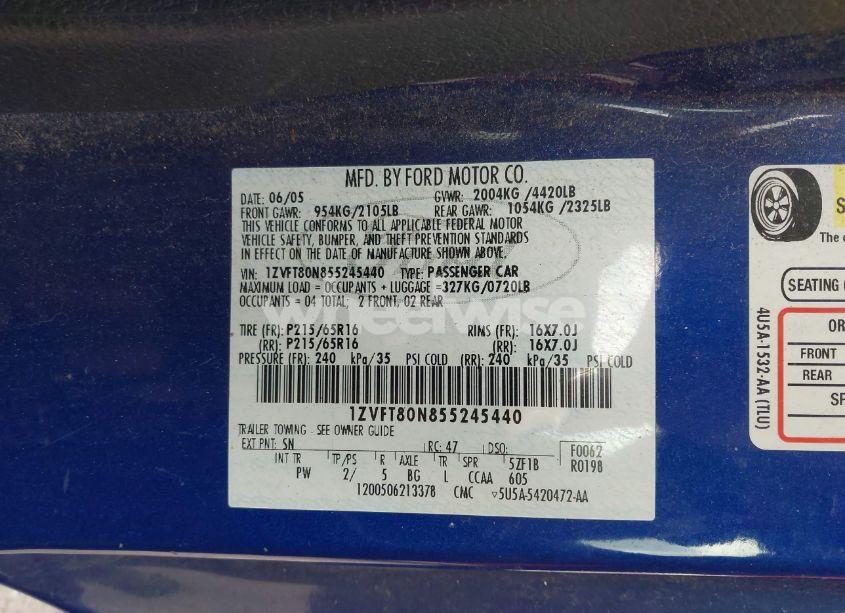 MFD. BY FORD MOTOR CO.
DATE: 06/05 GVWR: 2004KG /4420LB
FRONT GAWR: 954KG/2105LB REAR GAWR: 1054KG /2325LB
THIS VEHICLE CONFORMS TO ALL APPLICABLE FEDERAL MOTOR
VEHICLE SAFETY, BUMPER, AND THEFT PREVENTION STANDARDS
IN EFFECT ON THE DATE OF MANUFACTURE SHOWN ABOVE.
VIN: 1ZVFT80N855245440 TYPE: PASSENGER CAR
MAXIMUM LOAD = OCCUPANTS + LUGGAGE =327KG/0720LB
OCCUPANTS = 04 TOTAL; 2 FRONT, 02 REAR
wheelwise
TIRE (FR): P215/65R16 RIMS (FR): 16X7.0J
(RR): P215/65R16 (RR): 16X7.0J
PRESSURE (FR): 240 kPa/35 PSI COLD (RR): 240 kPa/35 PSI COLD
1ZVFT80N855245440
TRAILER TOWING - SEE OWNER GUIDE
EXT PNT: SN RC: 47 DSO: F0062
INT TR TP/PS R AXLE TR SPR 5ZF1B R0198
PW 2/ 5 BG L CCAA 605
1200506213378 CMC ▽5U5A-5420472-AA
4U5A-1532-AA (TLU)
S
The c
SEATING
OR
FRONT
REAR
SP